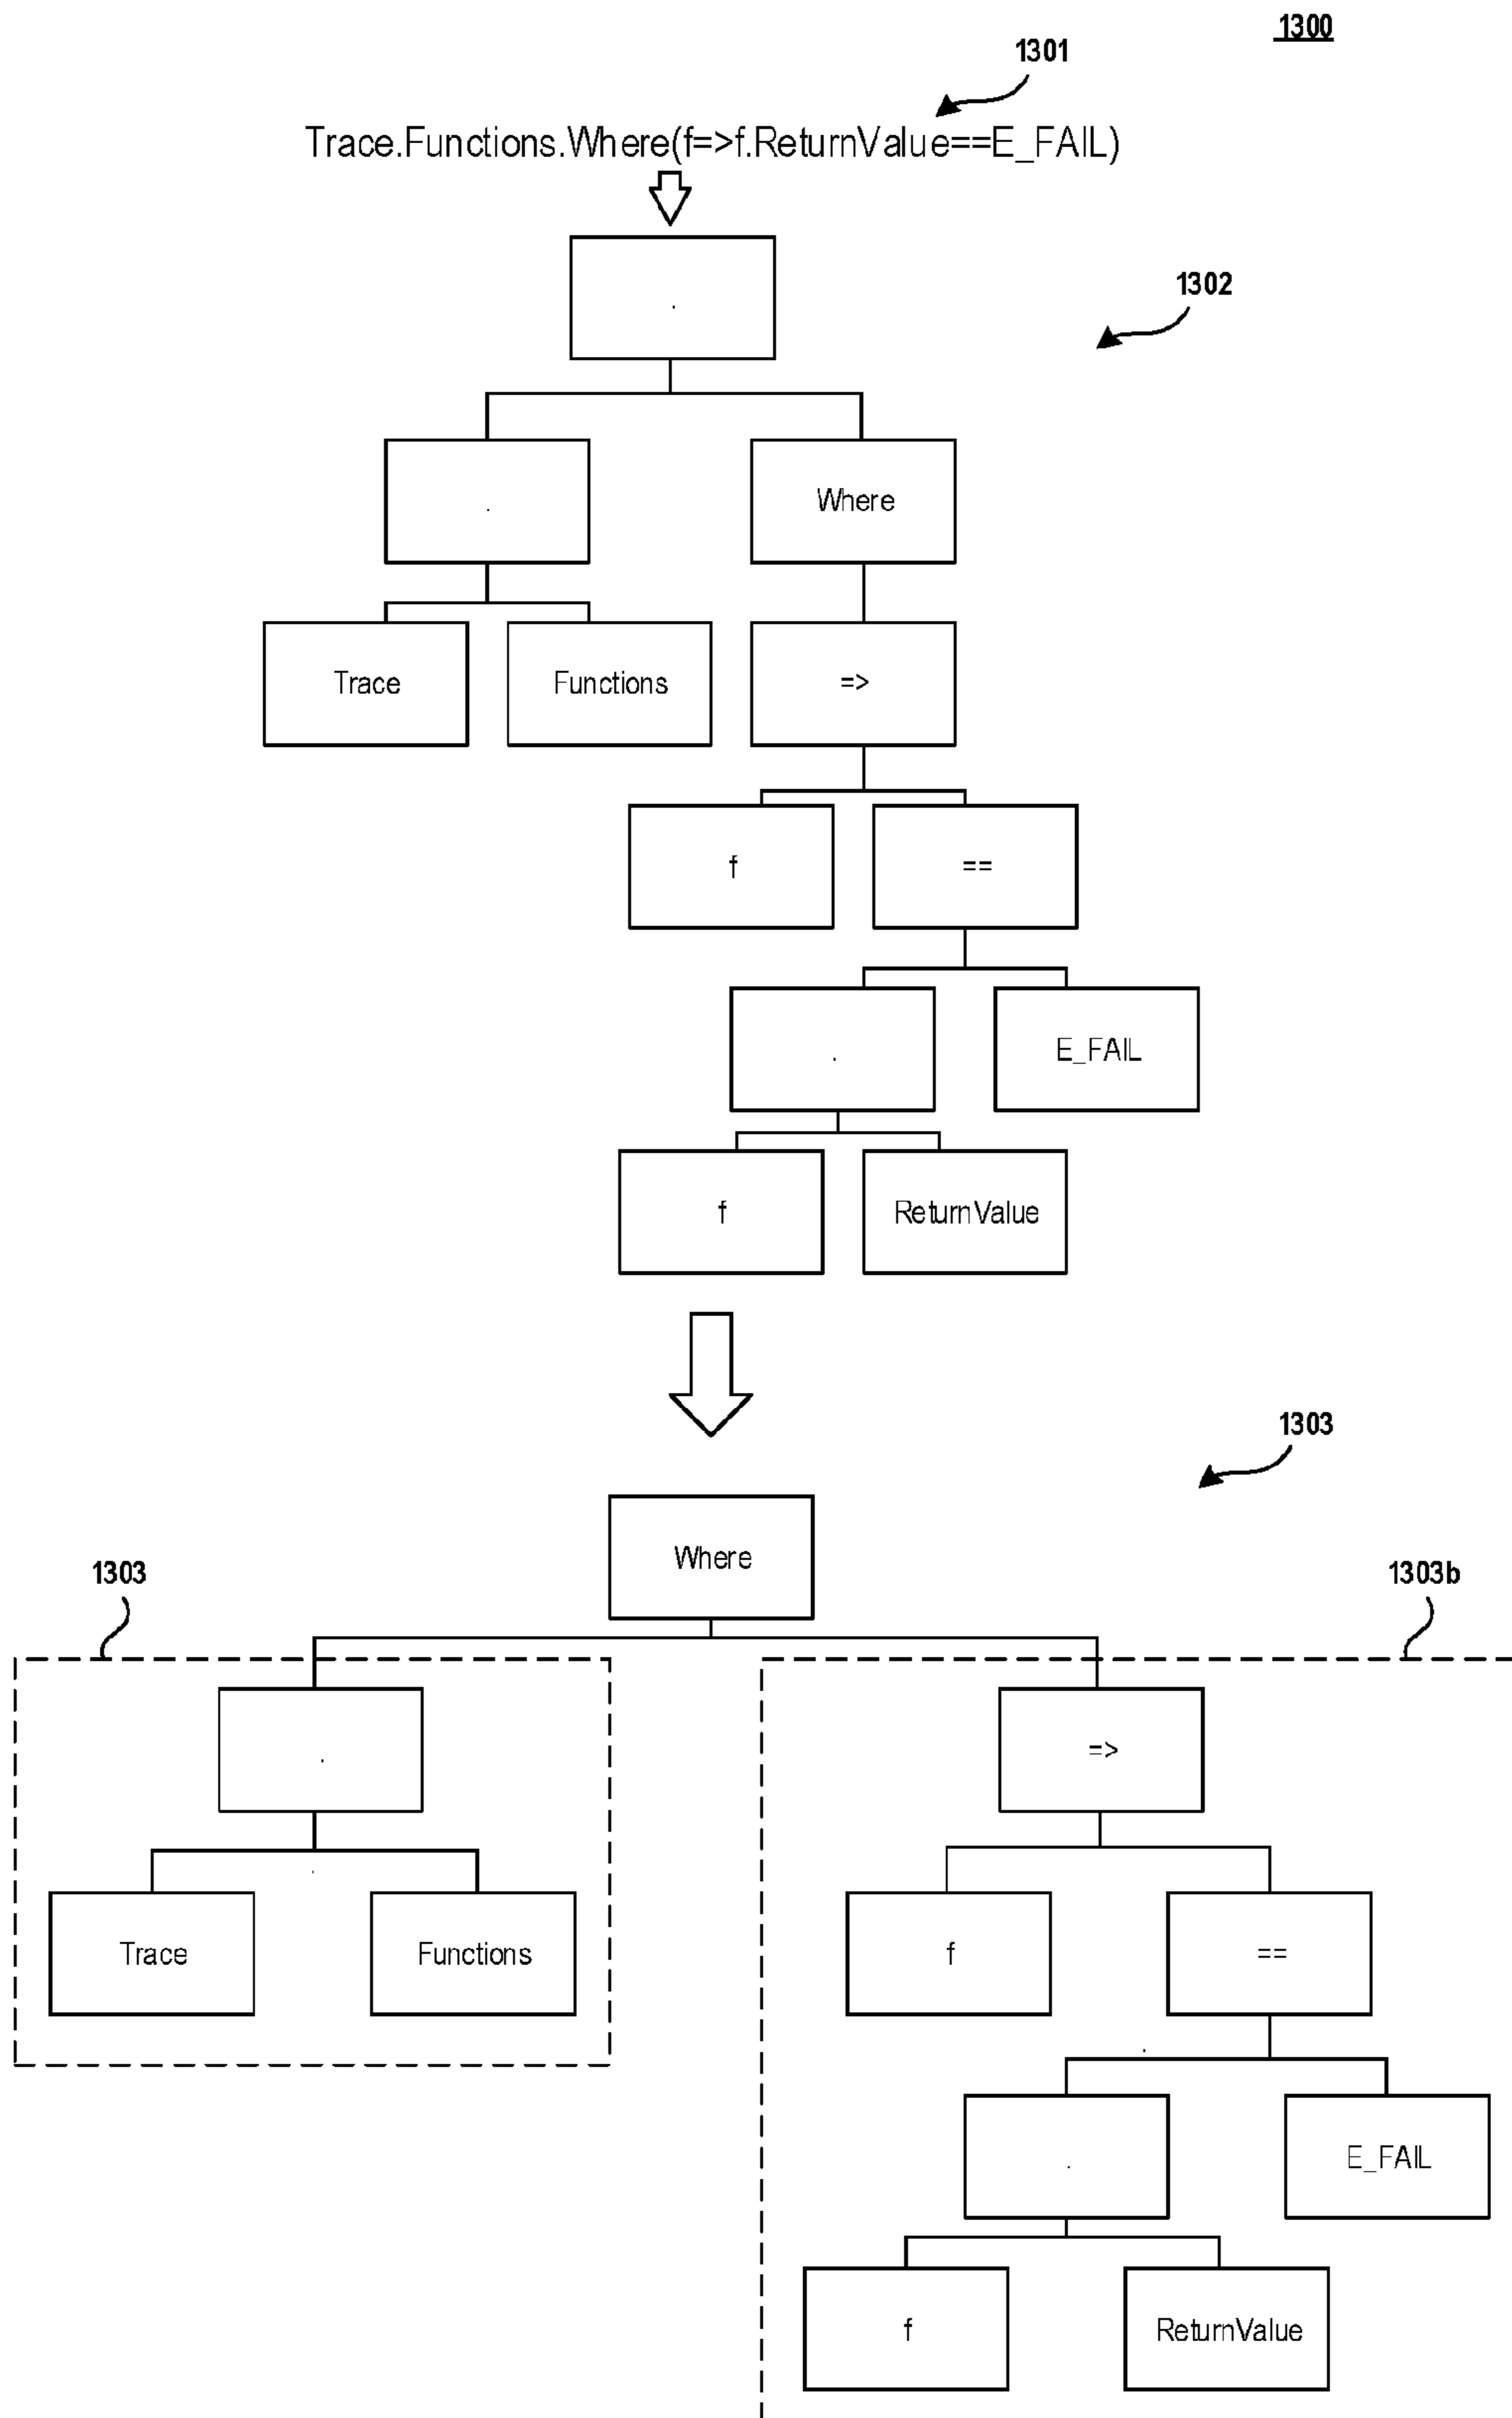 1300
1301
Trace.Functions.Where(f=>f.ReturnValue==E_FAIL)
.
1302
.
Where
Trace
Functions
=>
f
==
.
E_FAIL
f
ReturnValue
1303
Where
1303
1303b
.
=>
Trace
Functions
f
==
.
E_FAIL
f
ReturnValue